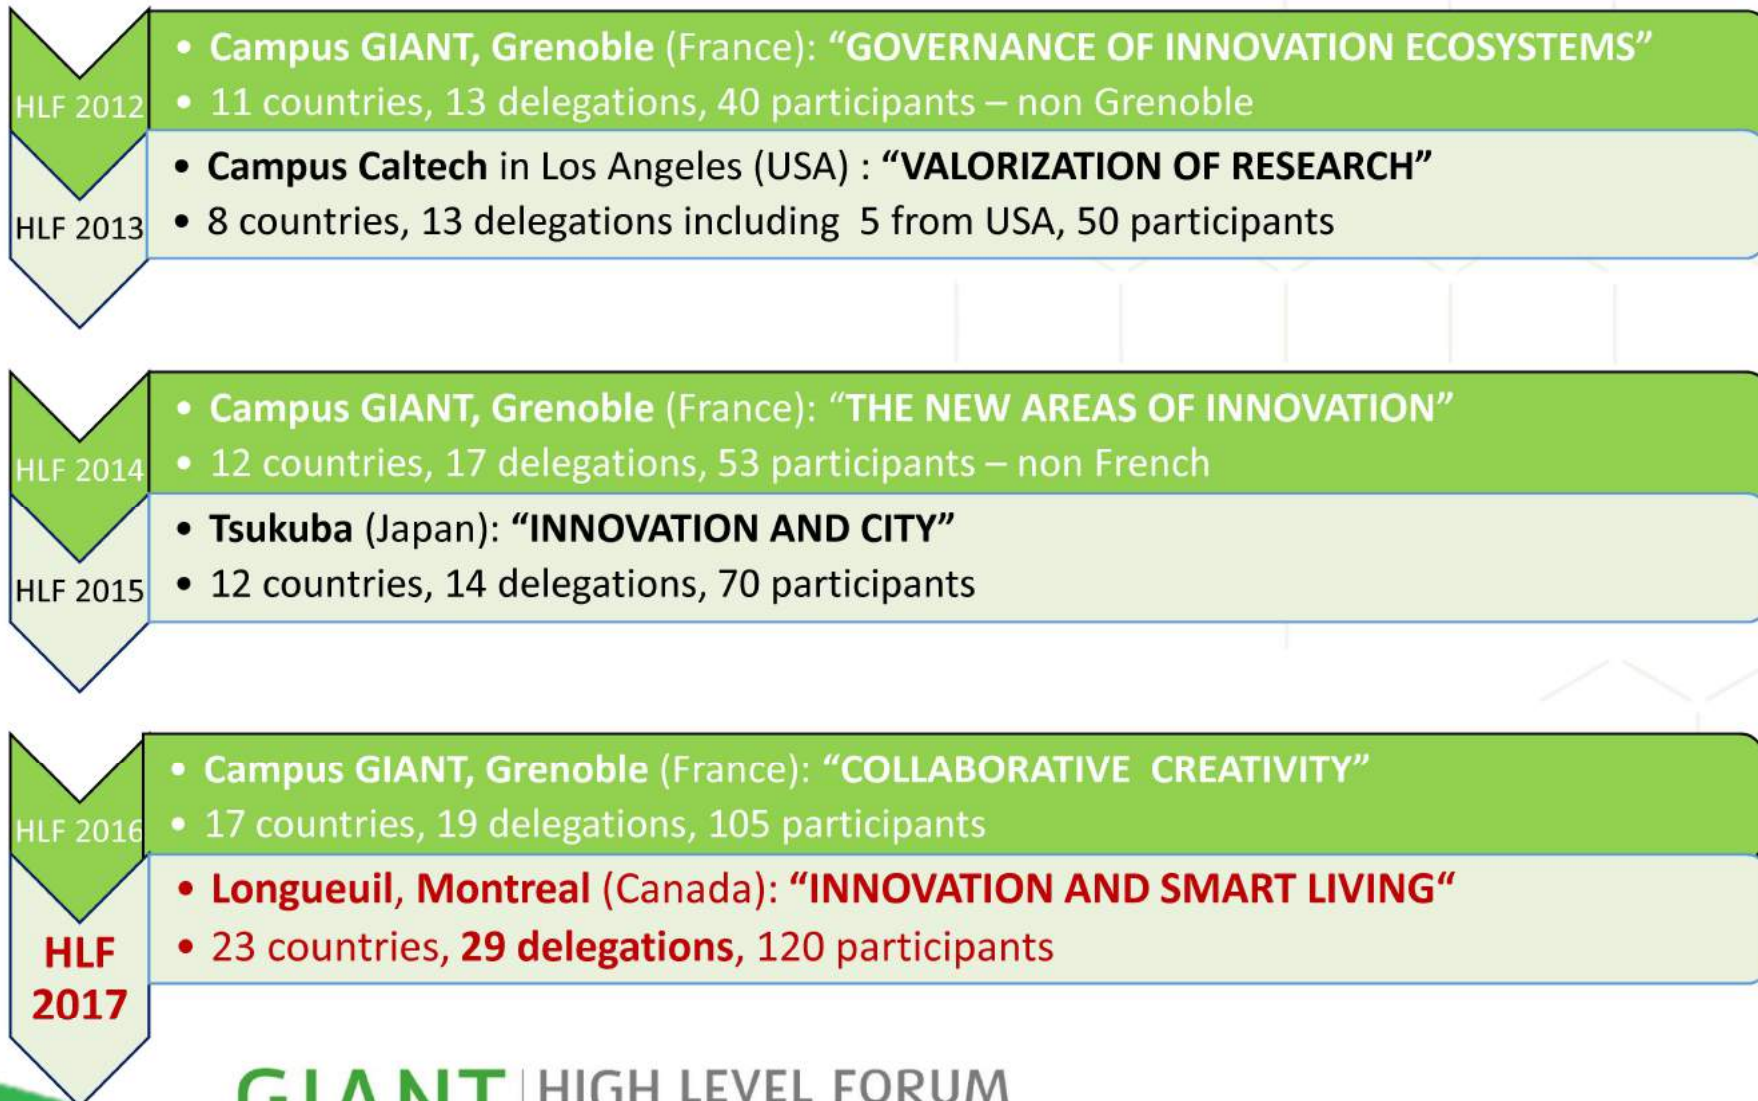 HLF 2012
• Campus GIANT, Grenoble (France): “GOVERNANCE OF INNOVATION ECOSYSTEMS”
• 11 countries, 13 delegations, 40 participants – non Grenoble
HLF 2013
• Campus Caltech in Los Angeles (USA) : “VALORIZATION OF RESEARCH”
• 8 countries, 13 delegations including  5 from USA, 50 participants
HLF 2014
• Campus GIANT, Grenoble (France): “THE NEW AREAS OF INNOVATION”
• 12 countries, 17 delegations, 53 participants – non French
HLF 2015
• Tsukuba (Japan): “INNOVATION AND CITY”
• 12 countries, 14 delegations, 70 participants
HLF 2016
• Campus GIANT, Grenoble (France): “COLLABORATIVE  CREATIVITY”
• 17 countries, 19 delegations, 105 participants
HLF
2017
• Longueuil, Montreal (Canada): “INNOVATION AND SMART LIVING“
• 23 countries, 29 delegations, 120 participants
GIANT | HIGH LEVEL FORUM